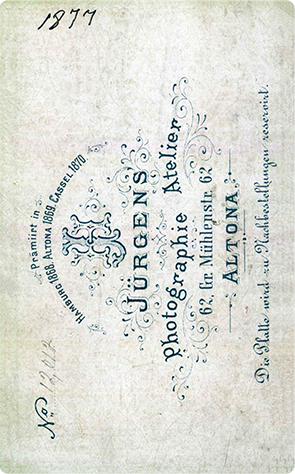 1877
Prämiirt in
HAMBURG 1868. ALTONA 1869. CASSEL 1870.
JÜRGENS
Photographie Atelier
62, Gr. Mühlenstr. 62
ALTONA.
Die Platte wird zu Nachbestellungen reservirt.
No.